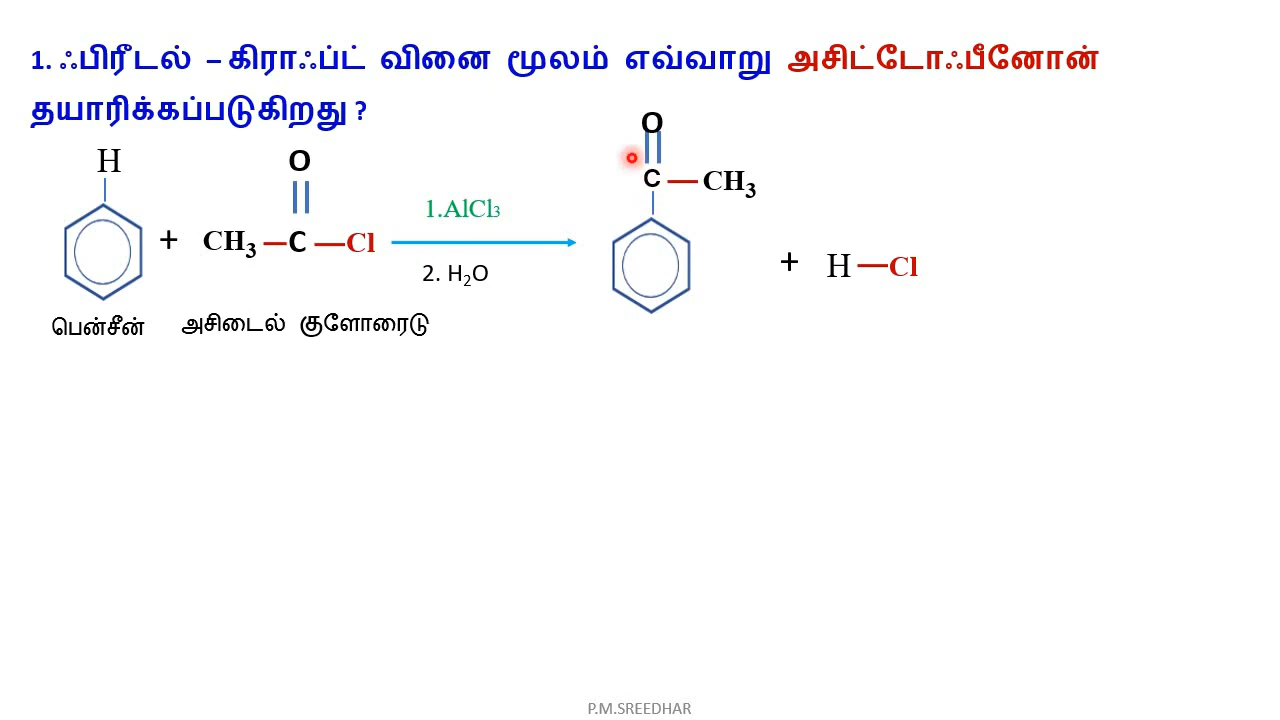 1. ஃபிரீடல் – கிராஃப்ட் வினை மூலம் எவ்வாறு அசிட்டோஃபீனோன்
தயாரிக்கப்படுகிறது ?
H
O
+ CH₃ — C — Cl
1.AlCl₃
2. H₂O
O
C — CH₃
+ H — Cl
பென்சீன் அசிடைல் குளோரைடு
P.M.SREEDHAR